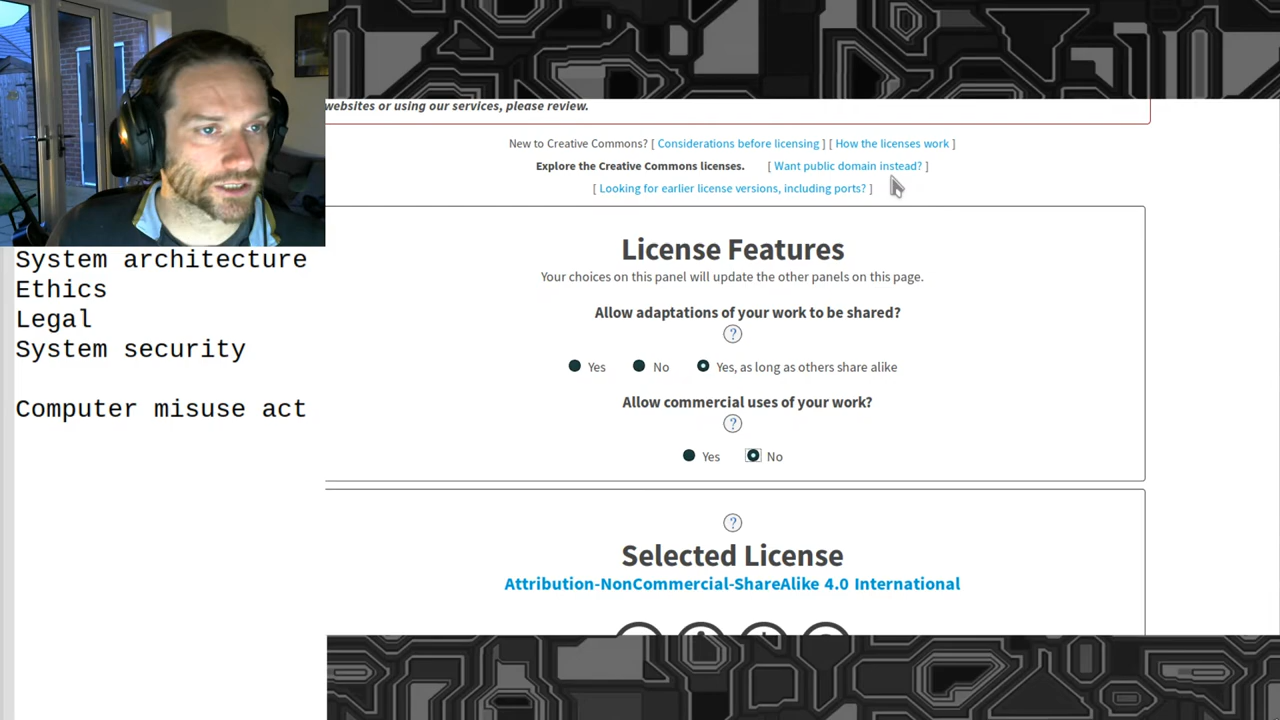 websites or using our services, please review.
New to Creative Commons? [ Considerations before licensing ] [ How the licenses work ]
Explore the Creative Commons licenses. [ Want public domain instead? ]
[ Looking for earlier license versions, including ports? ]
License Features
Your choices on this panel will update the other panels on this page.
Allow adaptations of your work to be shared?
?
Yes No Yes, as long as others share alike
Allow commercial uses of your work?
?
Yes No
?
Selected License
Attribution-NonCommercial-ShareAlike 4.0 International
System architecture
Ethics
Legal
System security
Computer misuse act